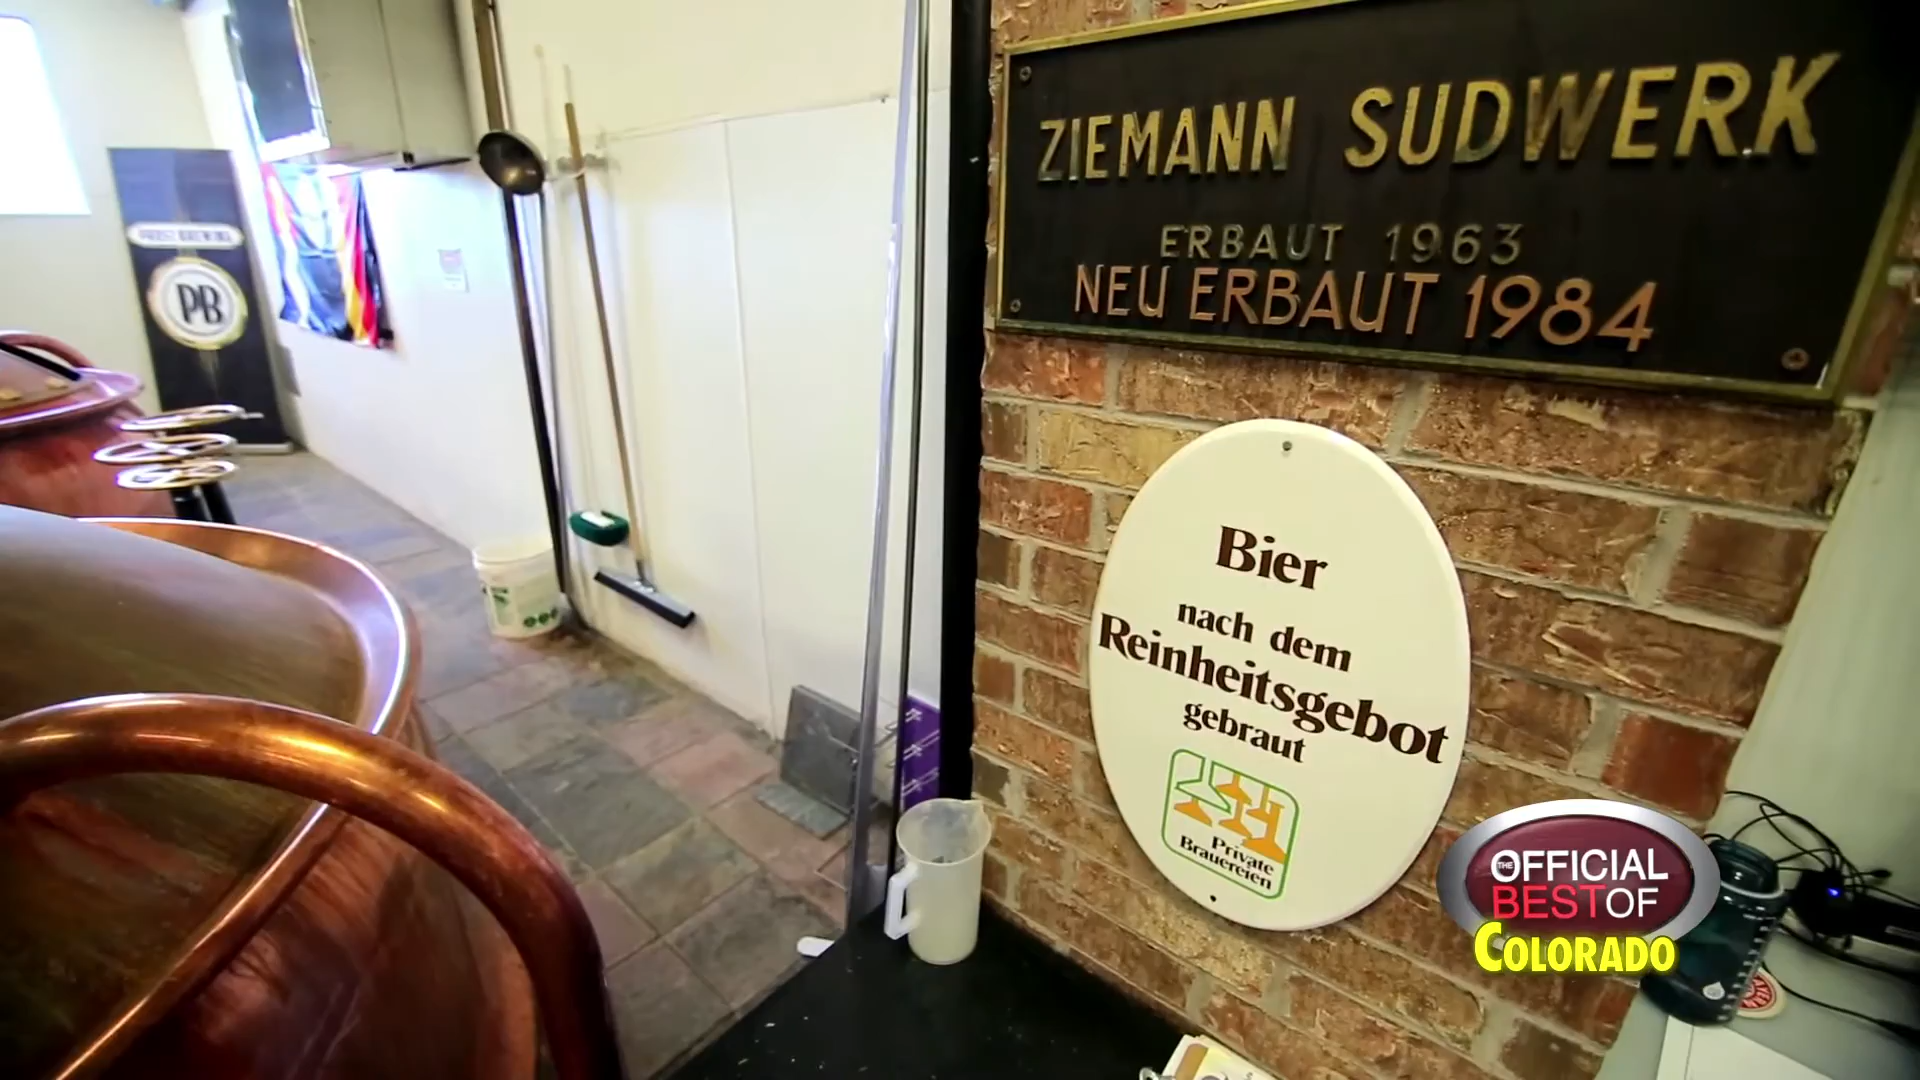 ZIEMANN SUDWERK
ERBAUT 1963
NEU ERBAUT 1984
Bier
nach dem
Reinheitsgebot
gebraut
Private
Brauereien
PB
THE
OFFICIAL
BEST OF
COLORADO